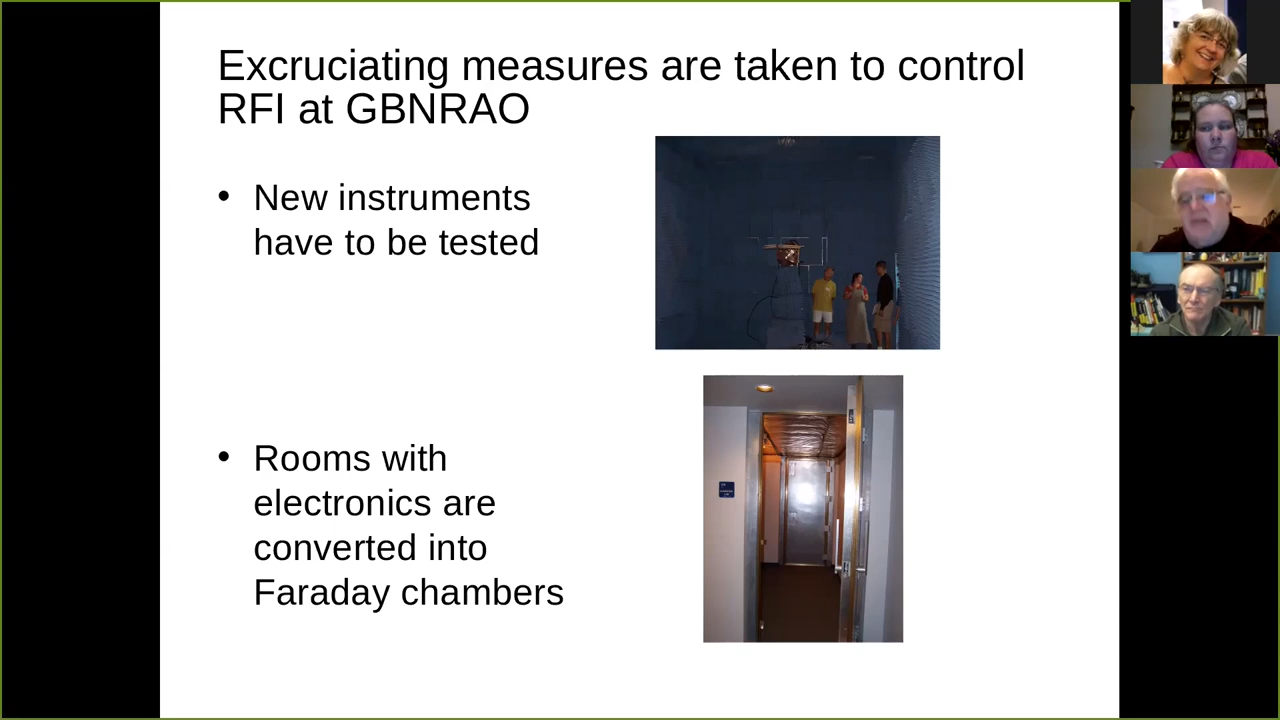 Excruciating measures are taken to control
RFI at GBNRAO
• New instruments
have to be tested
• Rooms with
electronics are
converted into
Faraday chambers